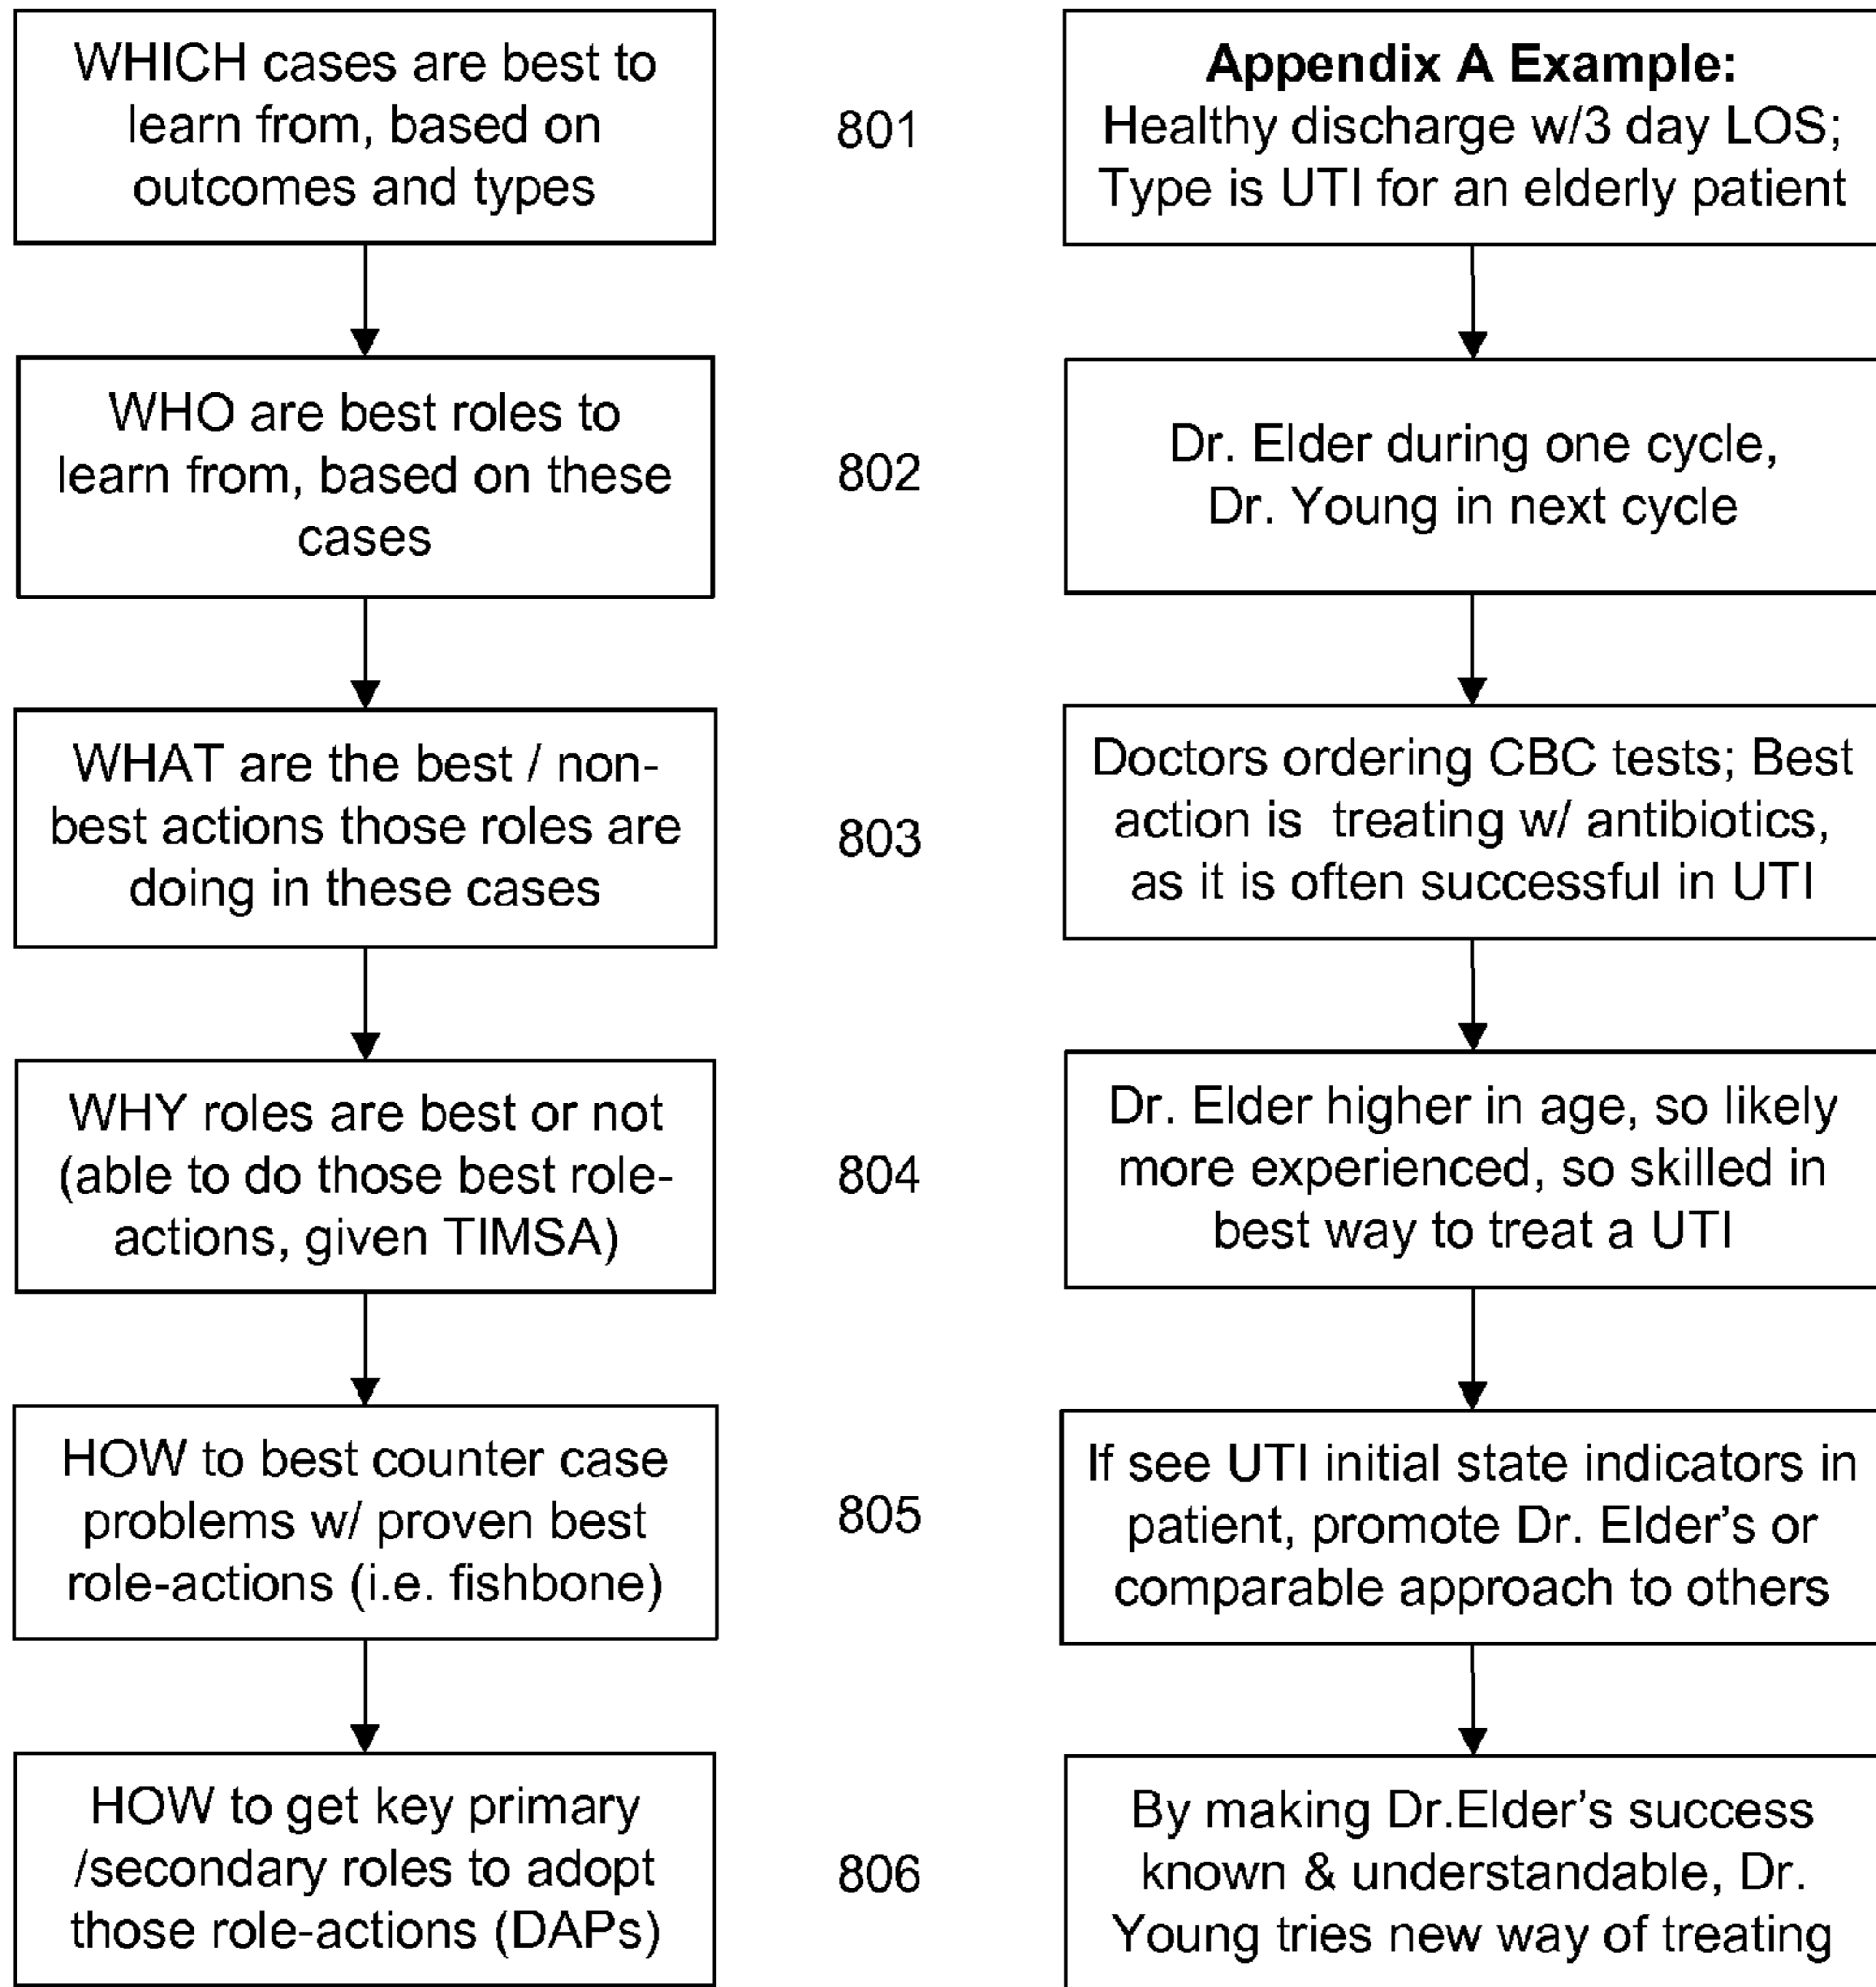 WHICH cases are best to
learn from, based on
outcomes and types
801
Appendix A Example:
Healthy discharge w/3 day LOS;
Type is UTI for an elderly patient
WHO are best roles to
learn from, based on these
cases
802
Dr. Elder during one cycle,
Dr. Young in next cycle
WHAT are the best / non-
best actions those roles are
doing in these cases
803
Doctors ordering CBC tests; Best
action is treating w/ antibiotics,
as it is often successful in UTI
WHY roles are best or not
(able to do those best role-
actions, given TIMSA)
804
Dr. Elder higher in age, so likely
more experienced, so skilled in
best way to treat a UTI
HOW to best counter case
problems w/ proven best
role-actions (i.e. fishbone)
805
If see UTI initial state indicators in
patient, promote Dr. Elder's or
comparable approach to others
HOW to get key primary
/secondary roles to adopt
those role-actions (DAPs)
806
By making Dr.Elder's success
known & understandable, Dr.
Young tries new way of treating